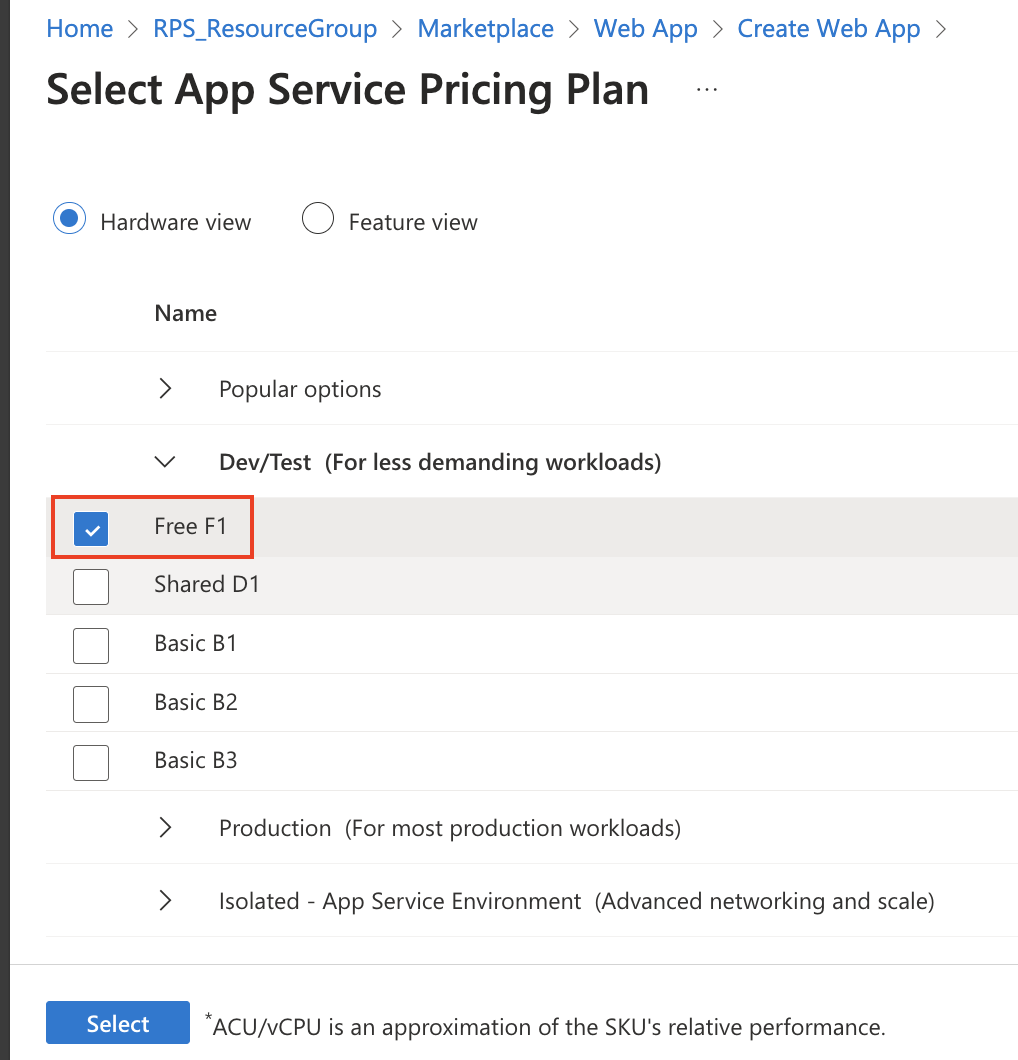 Home > RPS_ResourceGroup > Marketplace > Web App > Create Web App >
Select App Service Pricing Plan ...
Hardware view Feature view
Name
Popular options
Dev/Test (For less demanding workloads)
Free F1
Shared D1
Basic B1
Basic B2
Basic B3
Production (For most production workloads)
Isolated - App Service Environment (Advanced networking and scale)
Select *ACU/vCPU is an approximation of the SKU's relative performance.